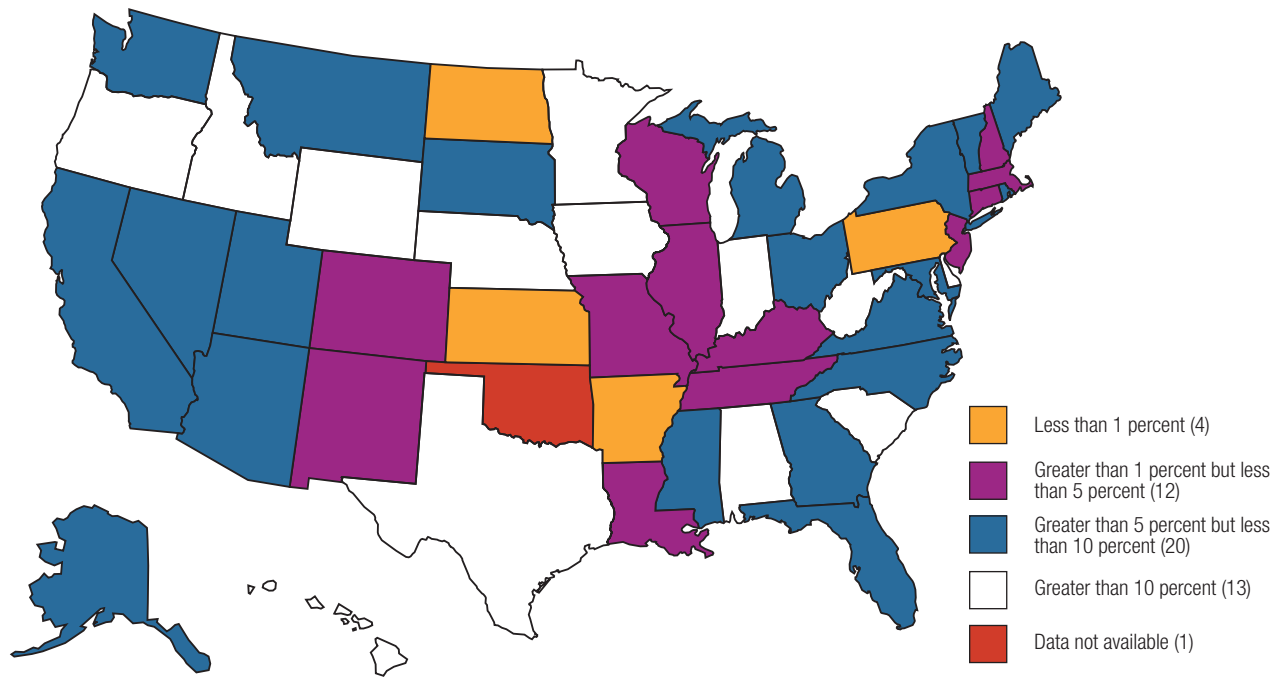 Less than 1 percent (4)
Greater than 1 percent but less
than 5 percent (12)
Greater than 5 percent but less
than 10 percent (20)
Greater than 10 percent (13)
Data not available (1)